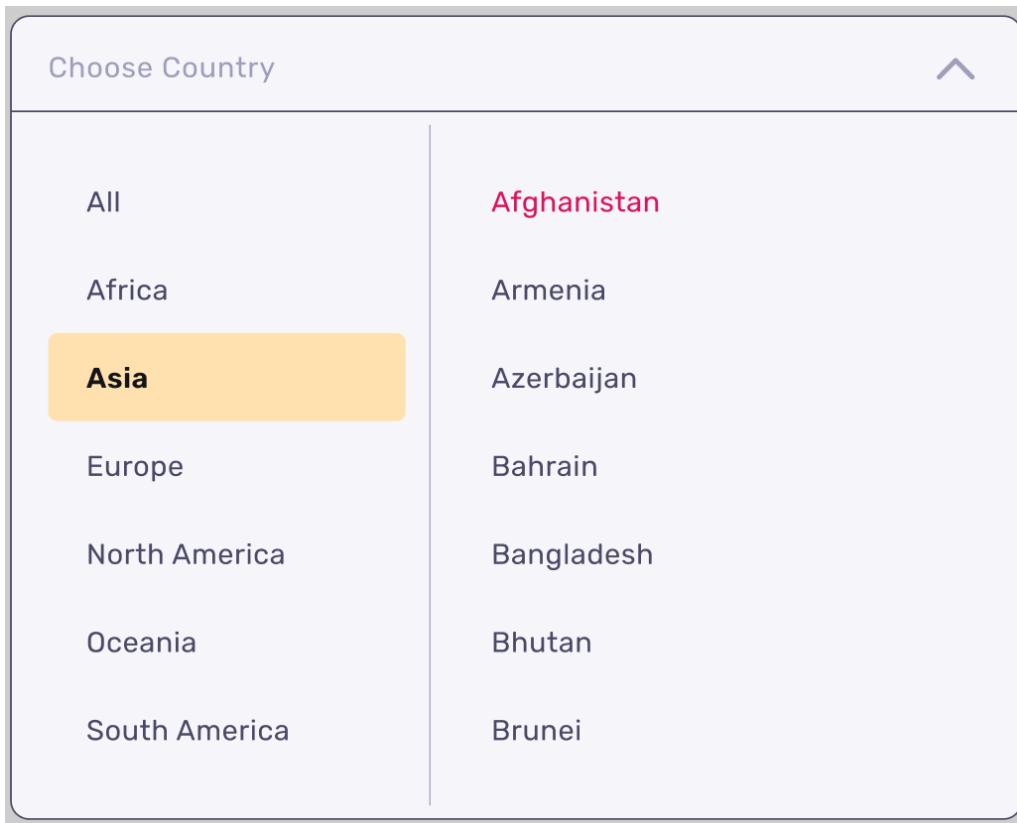 Choose Country
All
Africa
Asia
Europe
North America
Oceania
South America
Afghanistan
Armenia
Azerbaijan
Bahrain
Bangladesh
Bhutan
Brunei